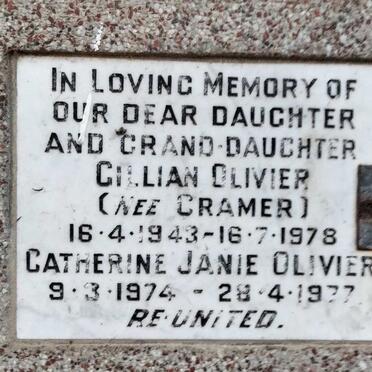 IN LOVING MEMORY OF
OUR DEAR DAUGHTER
AND GRAND-DAUGHTER
GILLIAN OLIVIER
(NEE CRAMER)
16·4·1943-16·7·1978
CATHERINE JANIE OLIVIER
9·3·1974 - 28·4·1977
RE-UNITED.